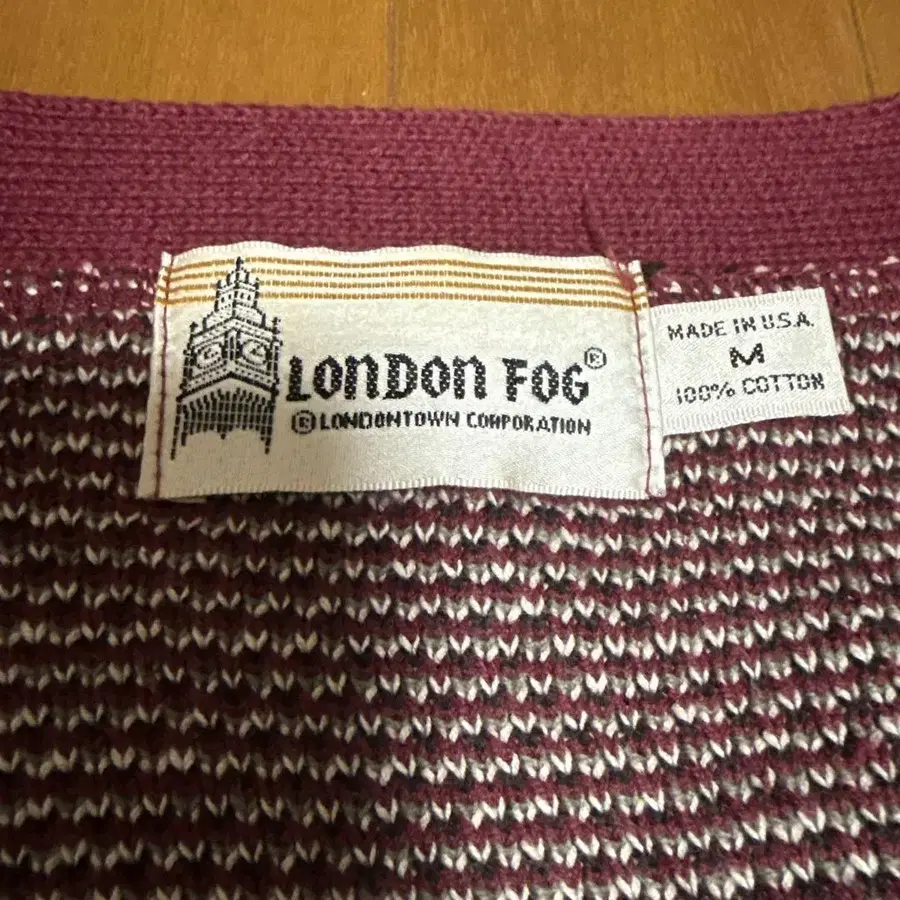 LONDON FOG®
© LONDONTOWN CORPORATION
MADE IN U.S.A.
M
100% COTTON